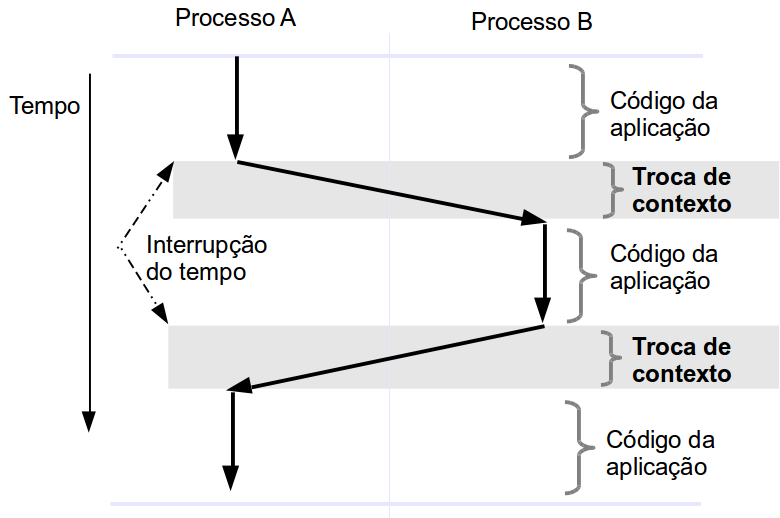 Processo A
Processo B
Tempo
Código da
aplicação
Troca de
contexto
Interrupção
do tempo
Código da
aplicação
Troca de
contexto
Código da
aplicação